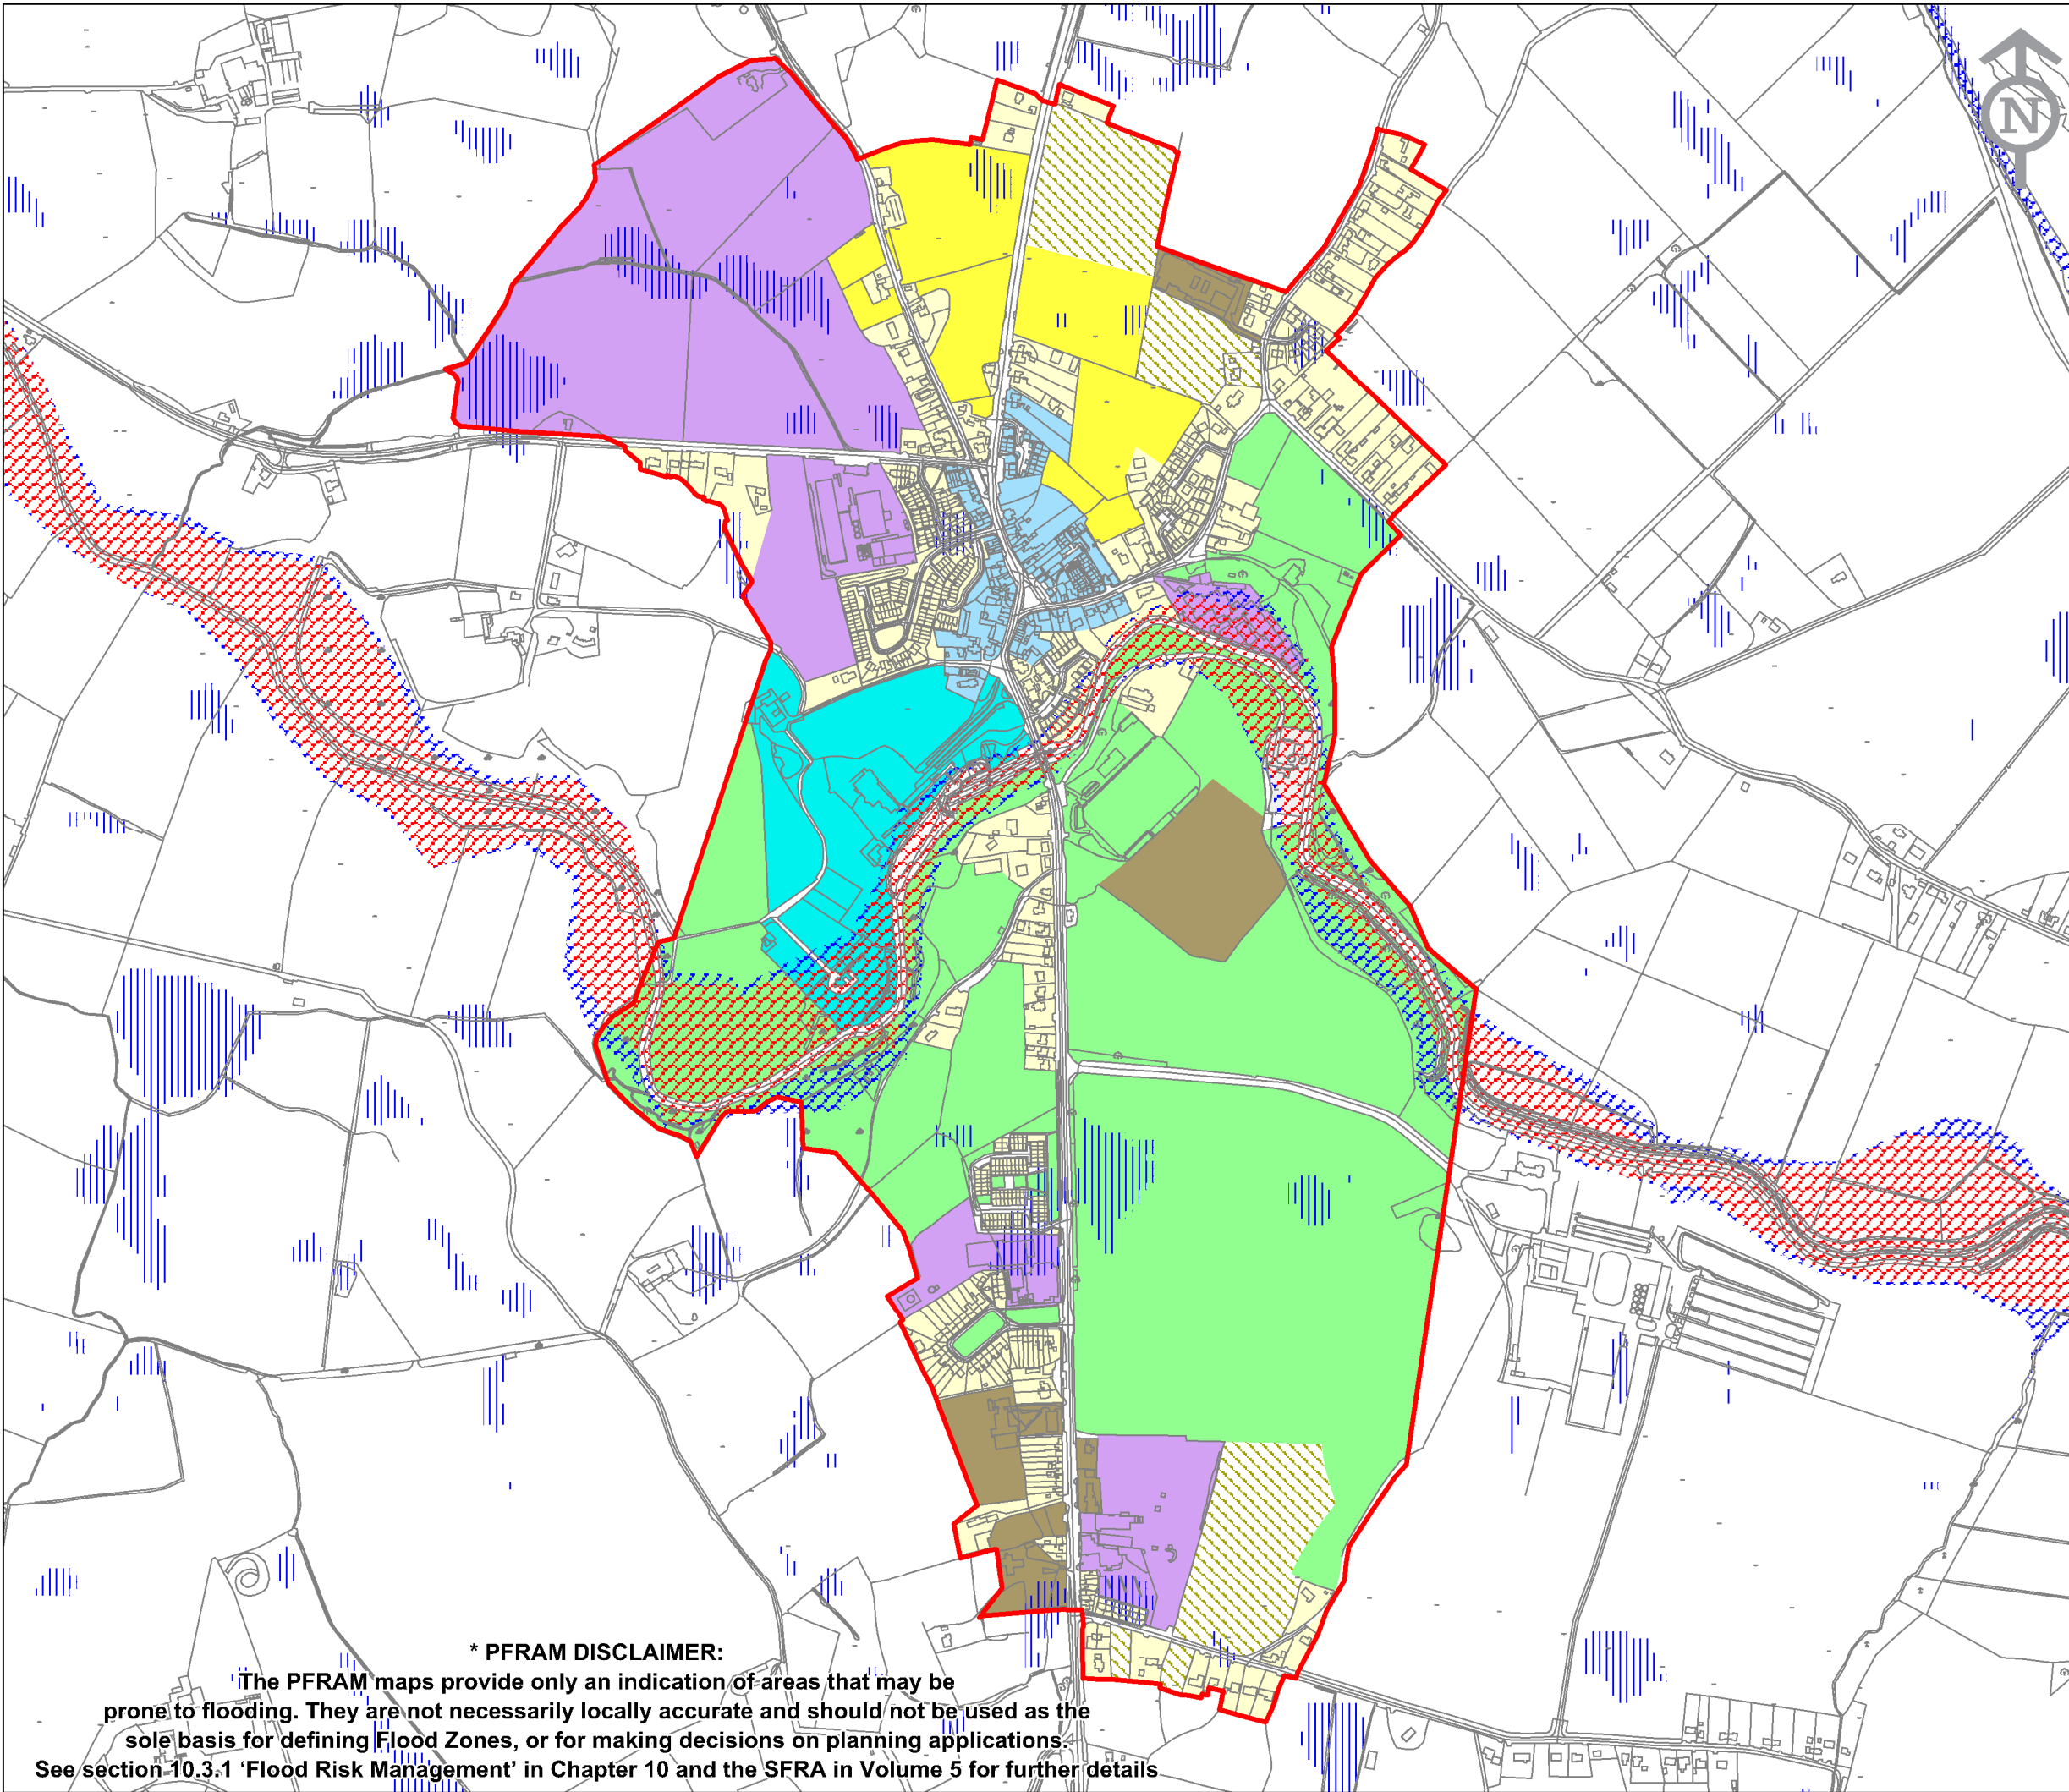 N
* PFRAM DISCLAIMER:
The PFRAM maps provide only an indication of areas that may be
prone to flooding. They are not necessarily locally accurate and should not be used as the
sole basis for defining Flood Zones, or for making decisions on planning applications.
See section 10.3.1 ‘Flood Risk Management’ in Chapter 10 and the SFRA in Volume 5 for further details